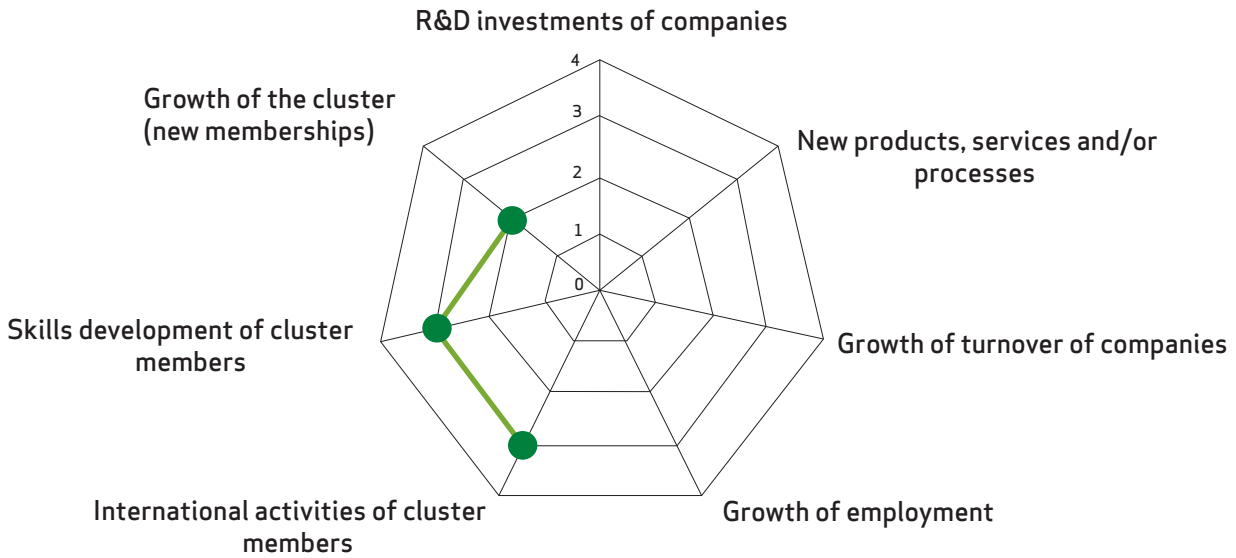 R&D investments of companies
4
Growth of the cluster
(new memberships)
3
New products, services and/or
processes
2
1
0
Skills development of cluster
members
Growth of turnover of companies
International activities of cluster
members
Growth of employment